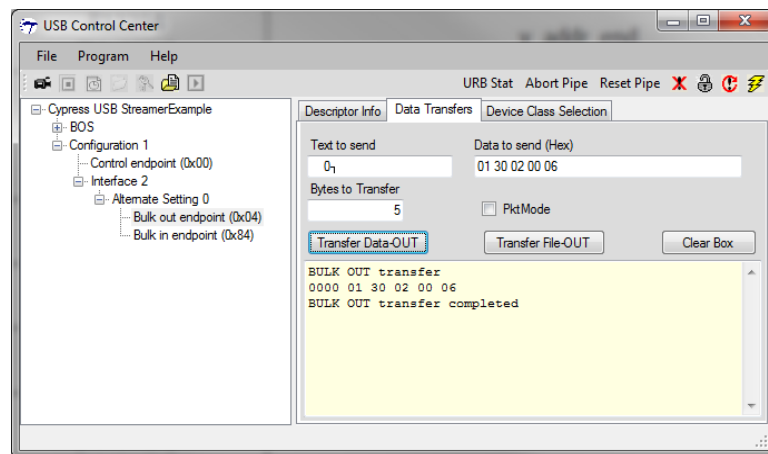 USB Control Center
File Program Help
URB Stat Abort Pipe Reset Pipe
Cypress USB StreamerExample
BOS
Configuration 1
Control endpoint (0x00)
Interface 2
Alternate Setting 0
Bulk out endpoint (0x04)
Bulk in endpoint (0x84)
Descriptor Info Data Transfers Device Class Selection
Text to send Data to send (Hex)
0┐ 01 30 02 00 06
Bytes to Transfer
5 PktMode
Transfer Data-OUT Transfer File-OUT Clear Box
BULK OUT transfer
0000 01 30 02 00 06
BULK OUT transfer completed